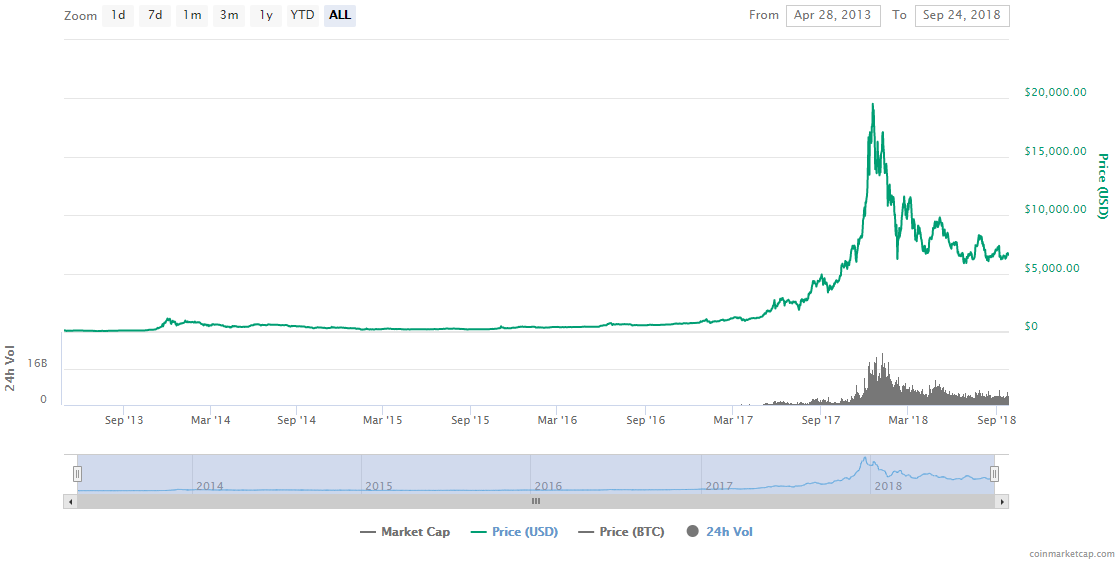 Zoom 1d 7d 1m 3m 1y YTD ALL From Apr 28, 2013 To Sep 24, 2018
$20,000.00
$15,000.00
$10,000.00
$5,000.00
$0
Price (USD)
24h Vol
16B
0
Sep '13 Mar '14 Sep '14 Mar '15 Sep '15 Mar '16 Sep '16 Mar '17 Sep '17 Mar '18 Sep '18
2014 2015 2016 2017 2018
Market Cap Price (USD) Price (BTC) 24h Vol
coinmarketcap.com